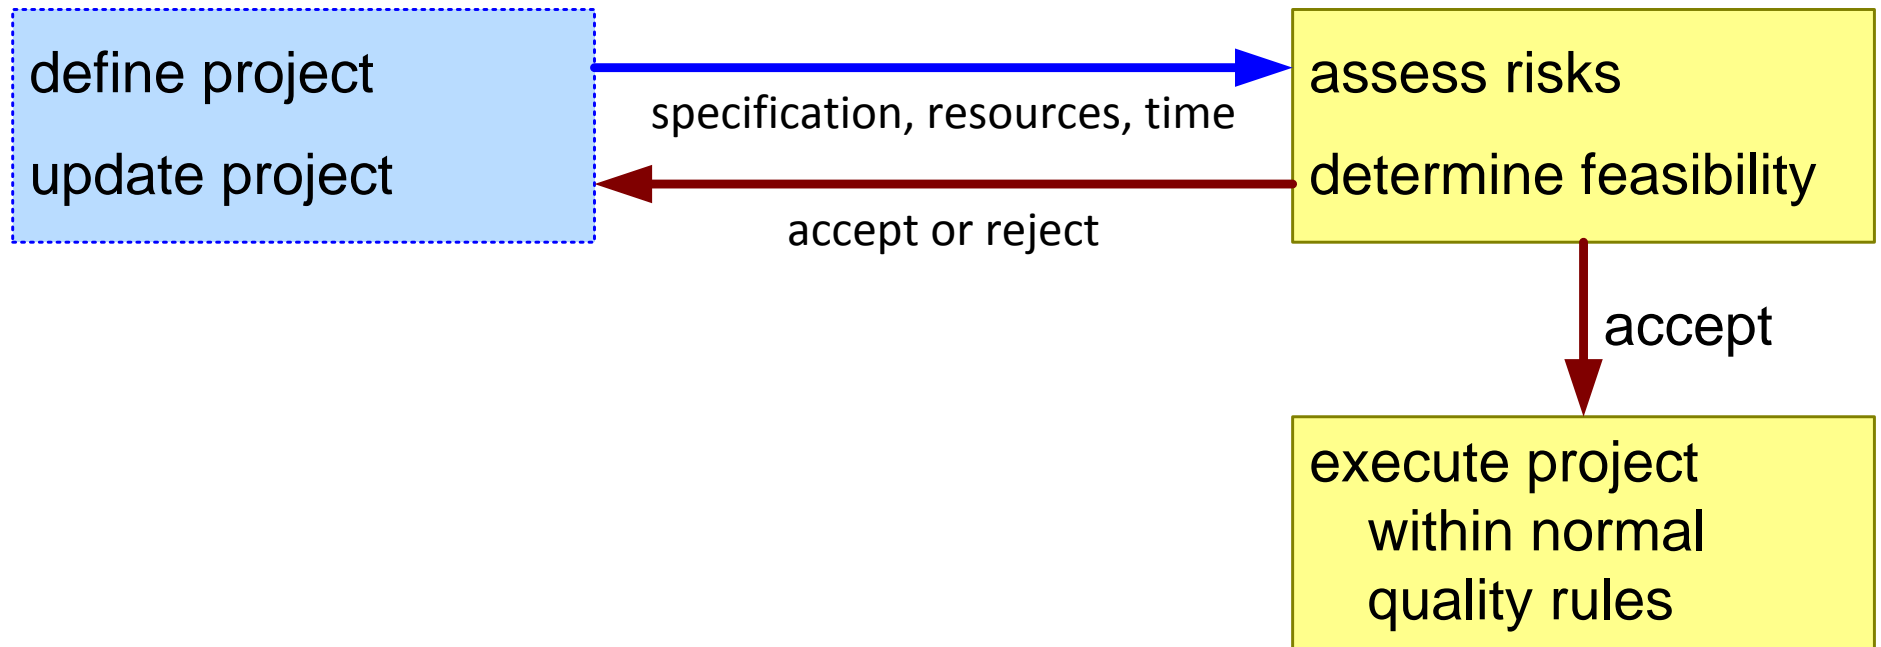 define project
update project
specification, resources, time
accept or reject
assess risks
determine feasibility
accept
execute project
within normal
quality rules